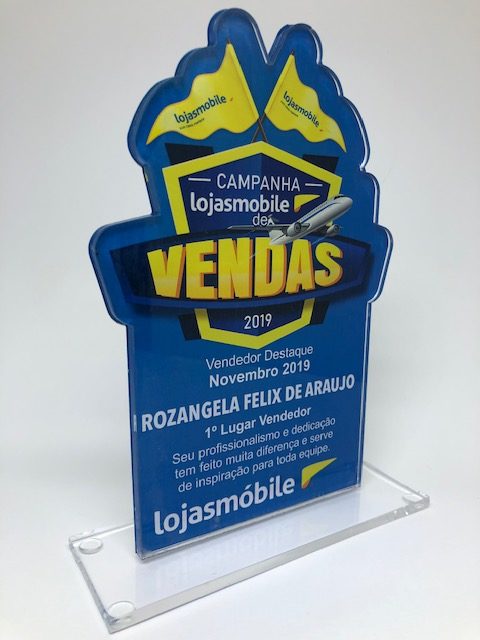 lojasmobile
lojasmobile
CAMPANHA
lojasmobile
de
VENDAS
2019
Vendedor Destaque
Novembro 2019
ROZANGELA FELIX DE ARAUJO
1º Lugar Vendedor
Seu profissionalismo e dedicação
tem feito muita diferença e serve
de inspiração para toda equipe.
lojasmóbile